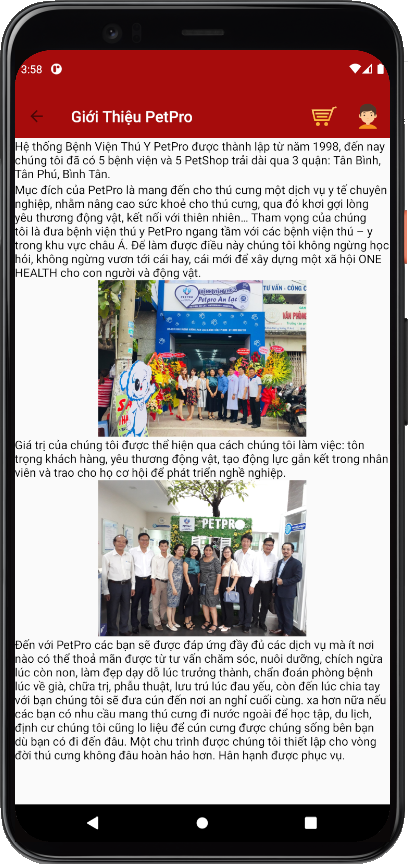 3:58
Giới Thiệu PetPro
Hệ thống Bệnh Viện Thú Y PetPro được thành lập từ năm 1998, đến nay
chúng tôi đã có 5 bệnh viện và 5 PetShop trải dài qua 3 quận: Tân Bình,
Tân Phú, Bình Tân.
Mục đích của PetPro là mang đến cho thú cưng một dịch vụ y tế chuyên
nghiệp, nhằm nâng cao sức khoẻ cho thú cưng, qua đó khơi gợi lòng
yêu thương động vật, kết nối với thiên nhiên... Tham vọng của chúng
tôi là đưa bệnh viện thú y PetPro ngang tầm với các bệnh viện thú – y
trong khu vực châu Á. Để làm được điều này chúng tôi không ngừng học
hỏi, không ngừng vươn tới cái hay, cái mới để xây dựng một xã hội ONE
HEALTH cho con người và động vật.
TƯ VẤN - CÔNG C
Petpro An Lạc
Giá trị của chúng tôi được thể hiện qua cách chúng tôi làm việc: tôn
trọng khách hàng, yêu thương động vật, tạo động lực gắn kết trong nhân
viên và trao cho họ cơ hội để phát triển nghề nghiệp.
PETPRO
Đến với PetPro các bạn sẽ được đáp ứng đầy đủ các dịch vụ mà ít nơi
nào có thể thoả mãn được từ tư vấn chăm sóc, nuôi dưỡng, chích ngừa
lúc còn non, làm đẹp dạy dỗ lúc trưởng thành, chẩn đoán phòng bệnh
lúc về già, chữa trị, phẫu thuật, lưu trú lúc đau yếu, còn đến lúc chia tay
với bạn chúng tôi sẽ đưa cún đến nơi an nghỉ cuối cùng. xa hơn nữa nếu
các bạn có nhu cầu mang thú cưng đi nước ngoài để học tập, du lịch,
định cư chúng tôi cũng lo liệu để cún cưng được chúng sống bên bạn
dù bạn có đi đến đâu. Một chu trình được chúng tôi thiết lập cho vòng
đời thú cưng không đâu hoàn hảo hơn. Hân hạnh được phục vụ.